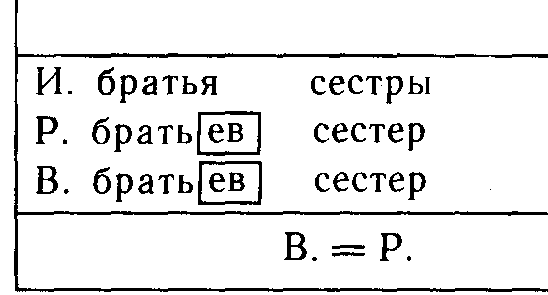 И. братья сестры
Р. братьев сестер
В. братьев сестер
В. = Р.